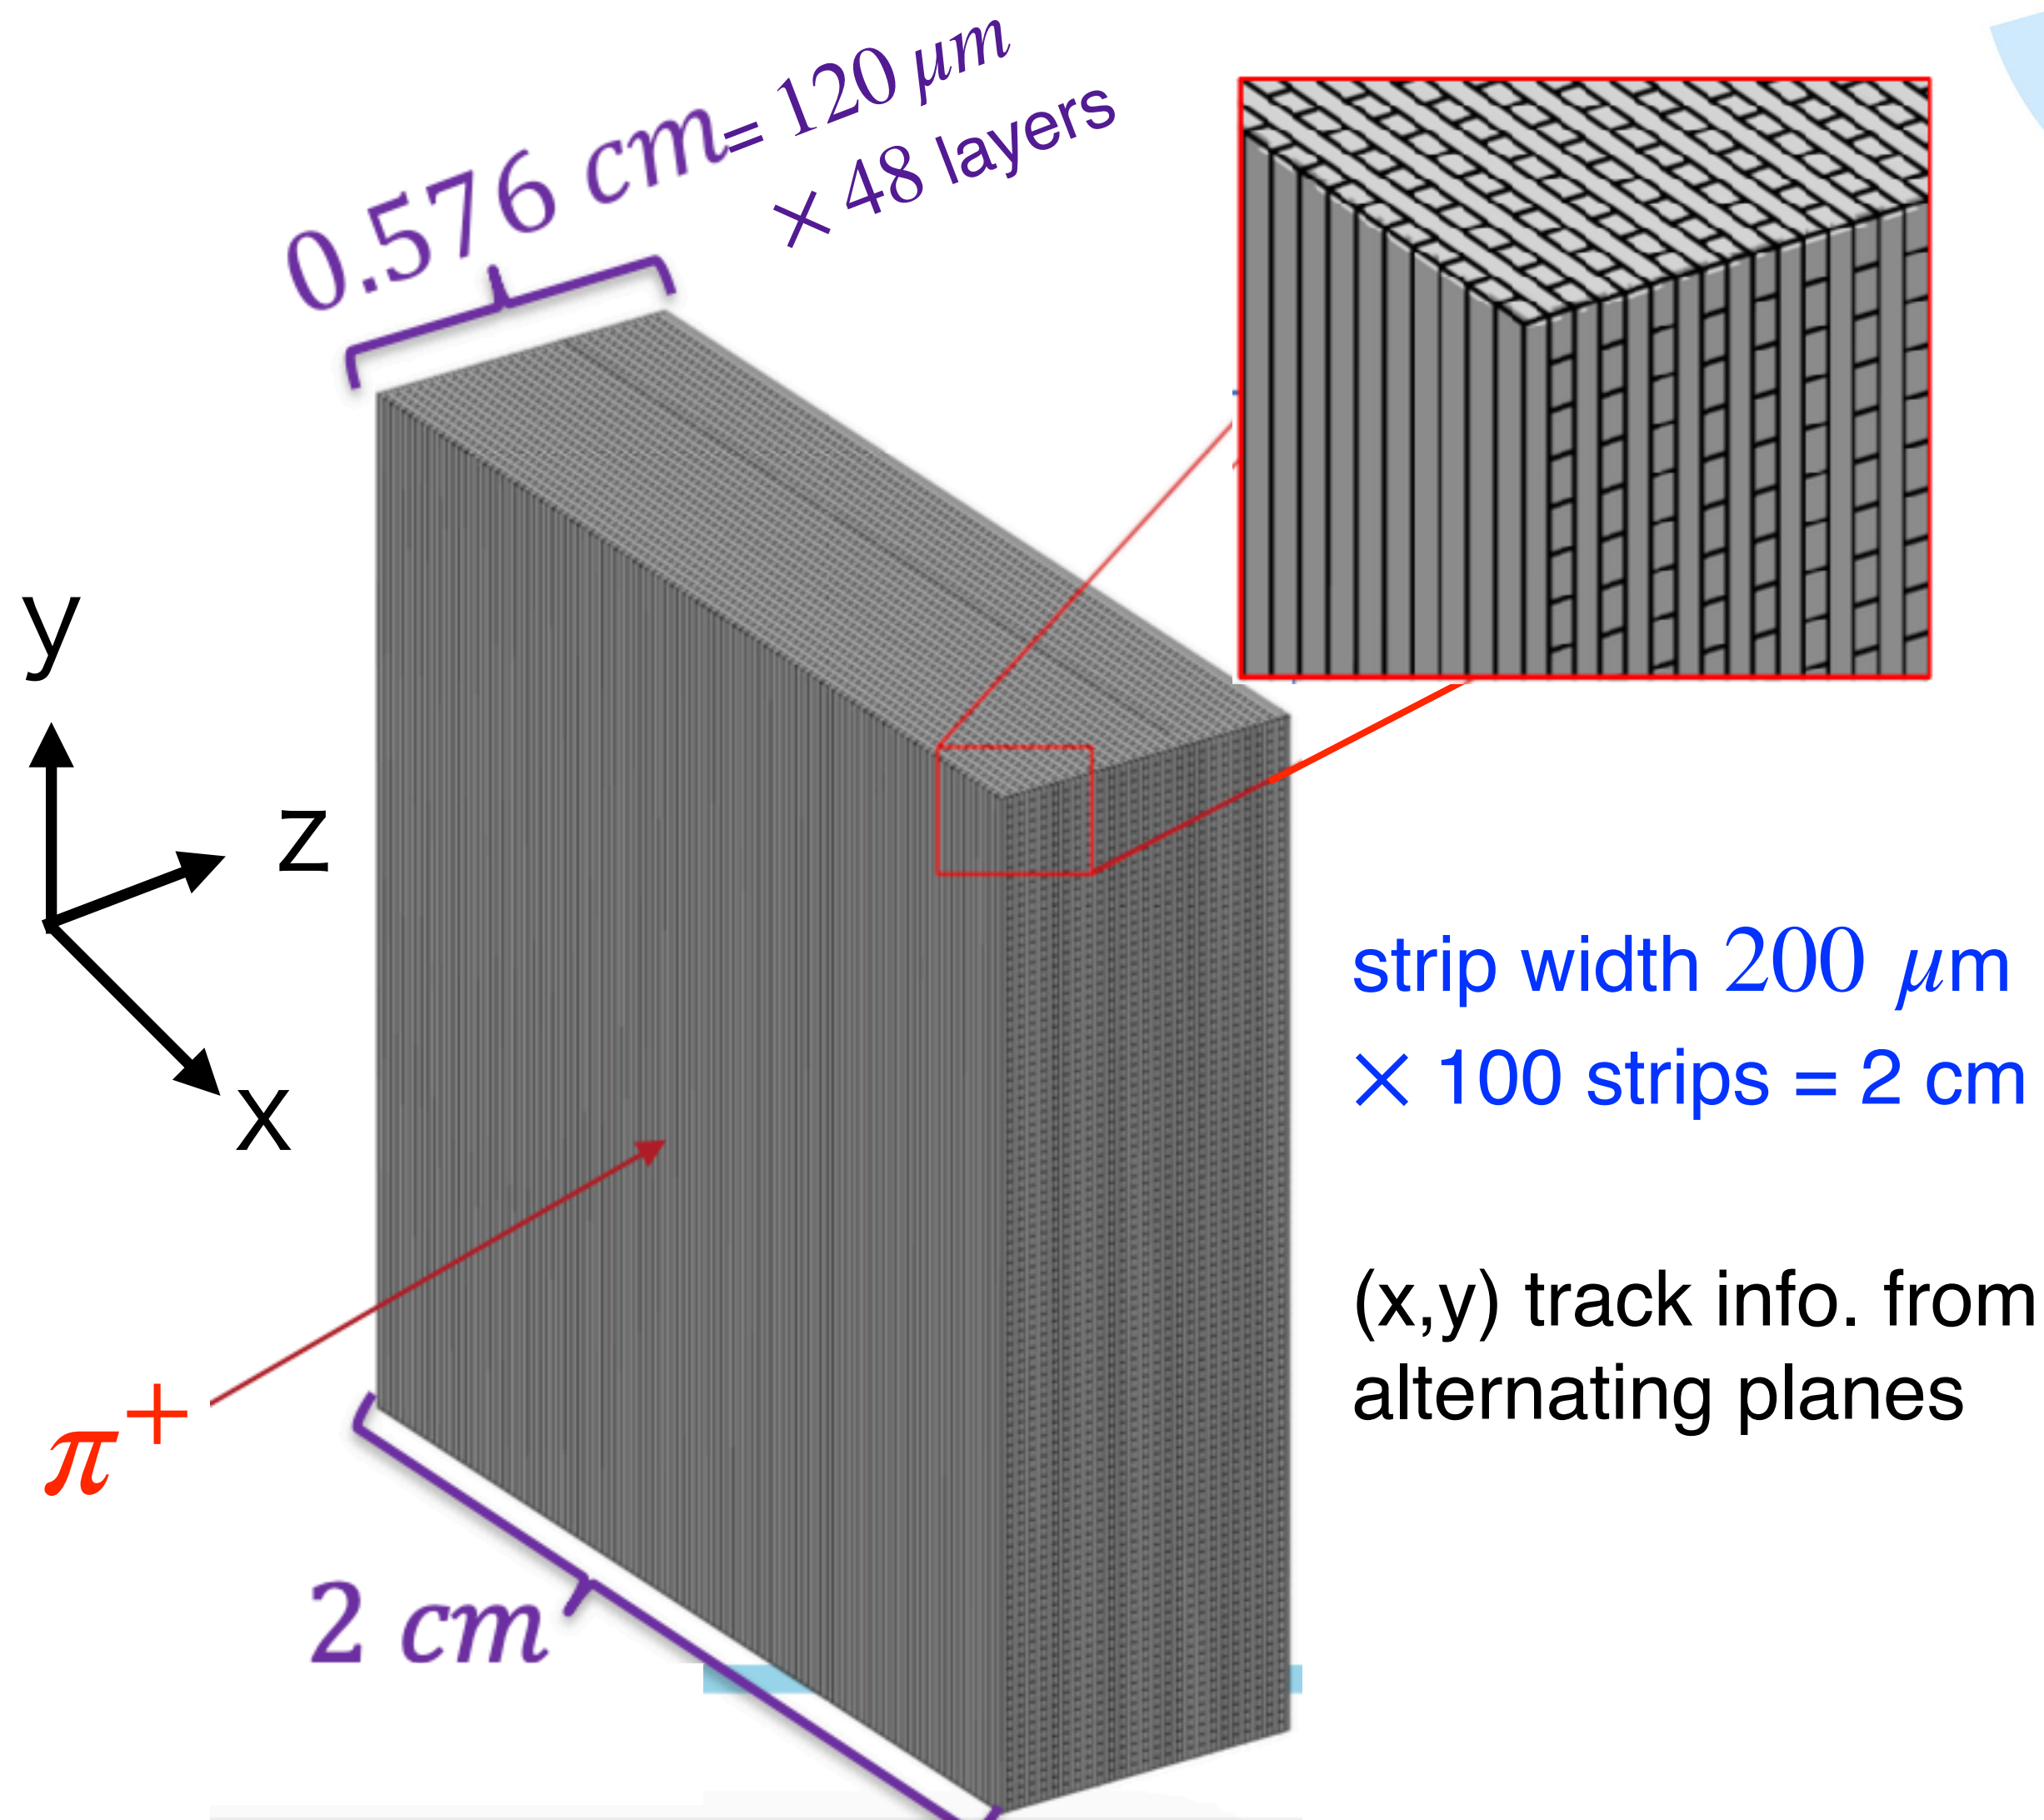 0.576 cm = 120 μm
× 48 layers
y
z
x
strip width 200 μm
× 100 strips = 2 cm
(x,y) track info. from
alternating planes
π+
2 cm